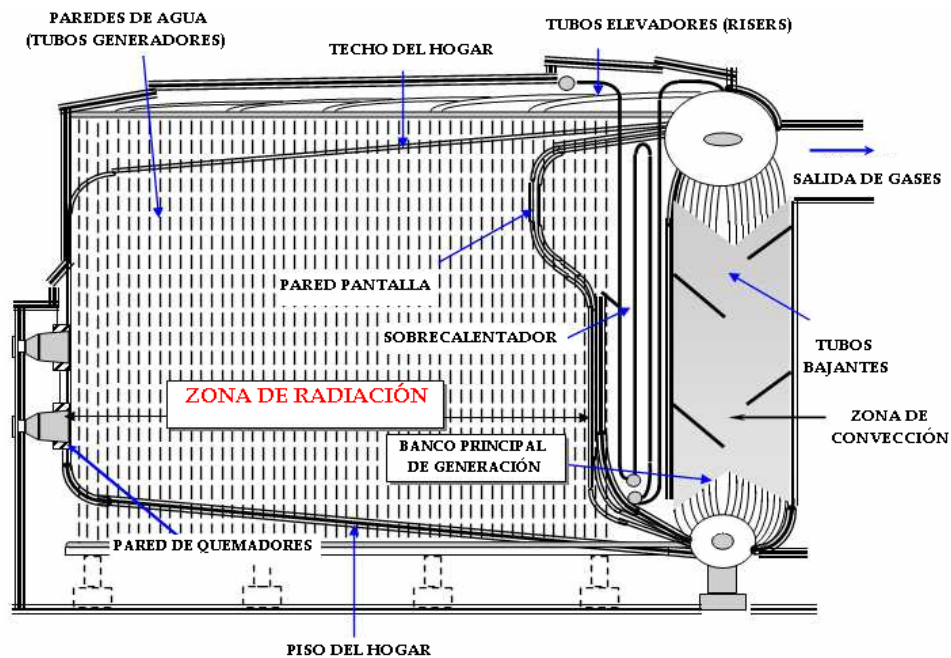 PAREDES DE AGUA
(TUBOS GENERADORES)
TUBOS ELEVADORES (RISERS)
TECHO DEL HOGAR
SALIDA DE GASES
PARED PANTALLA
SOBRECALENTADOR
TUBOS
BAJANTES
ZONA DE RADIACIÓN
ZONA DE
CONVECCIÓN
BANCO PRINCIPAL
DE GENERACIÓN
PARED DE QUEMADORES
PISO DEL HOGAR